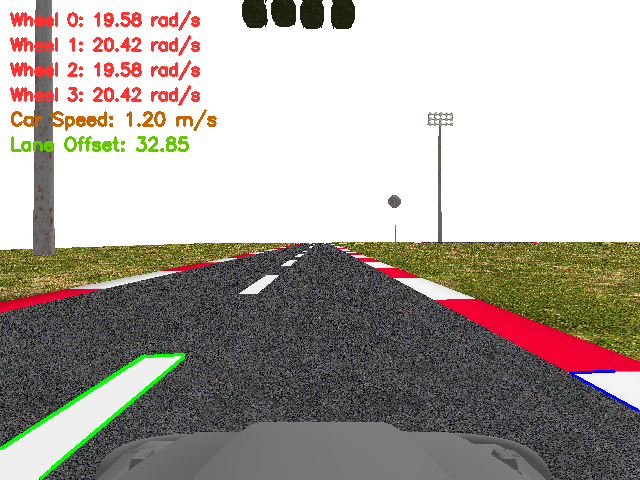 Wheel 0: 19.58 rad/s
Wheel 1: 20.42 rad/s
Wheel 2: 19.58 rad/s
Wheel 3: 20.42 rad/s
Car Speed: 1.20 m/s
Lane Offset: 32.85